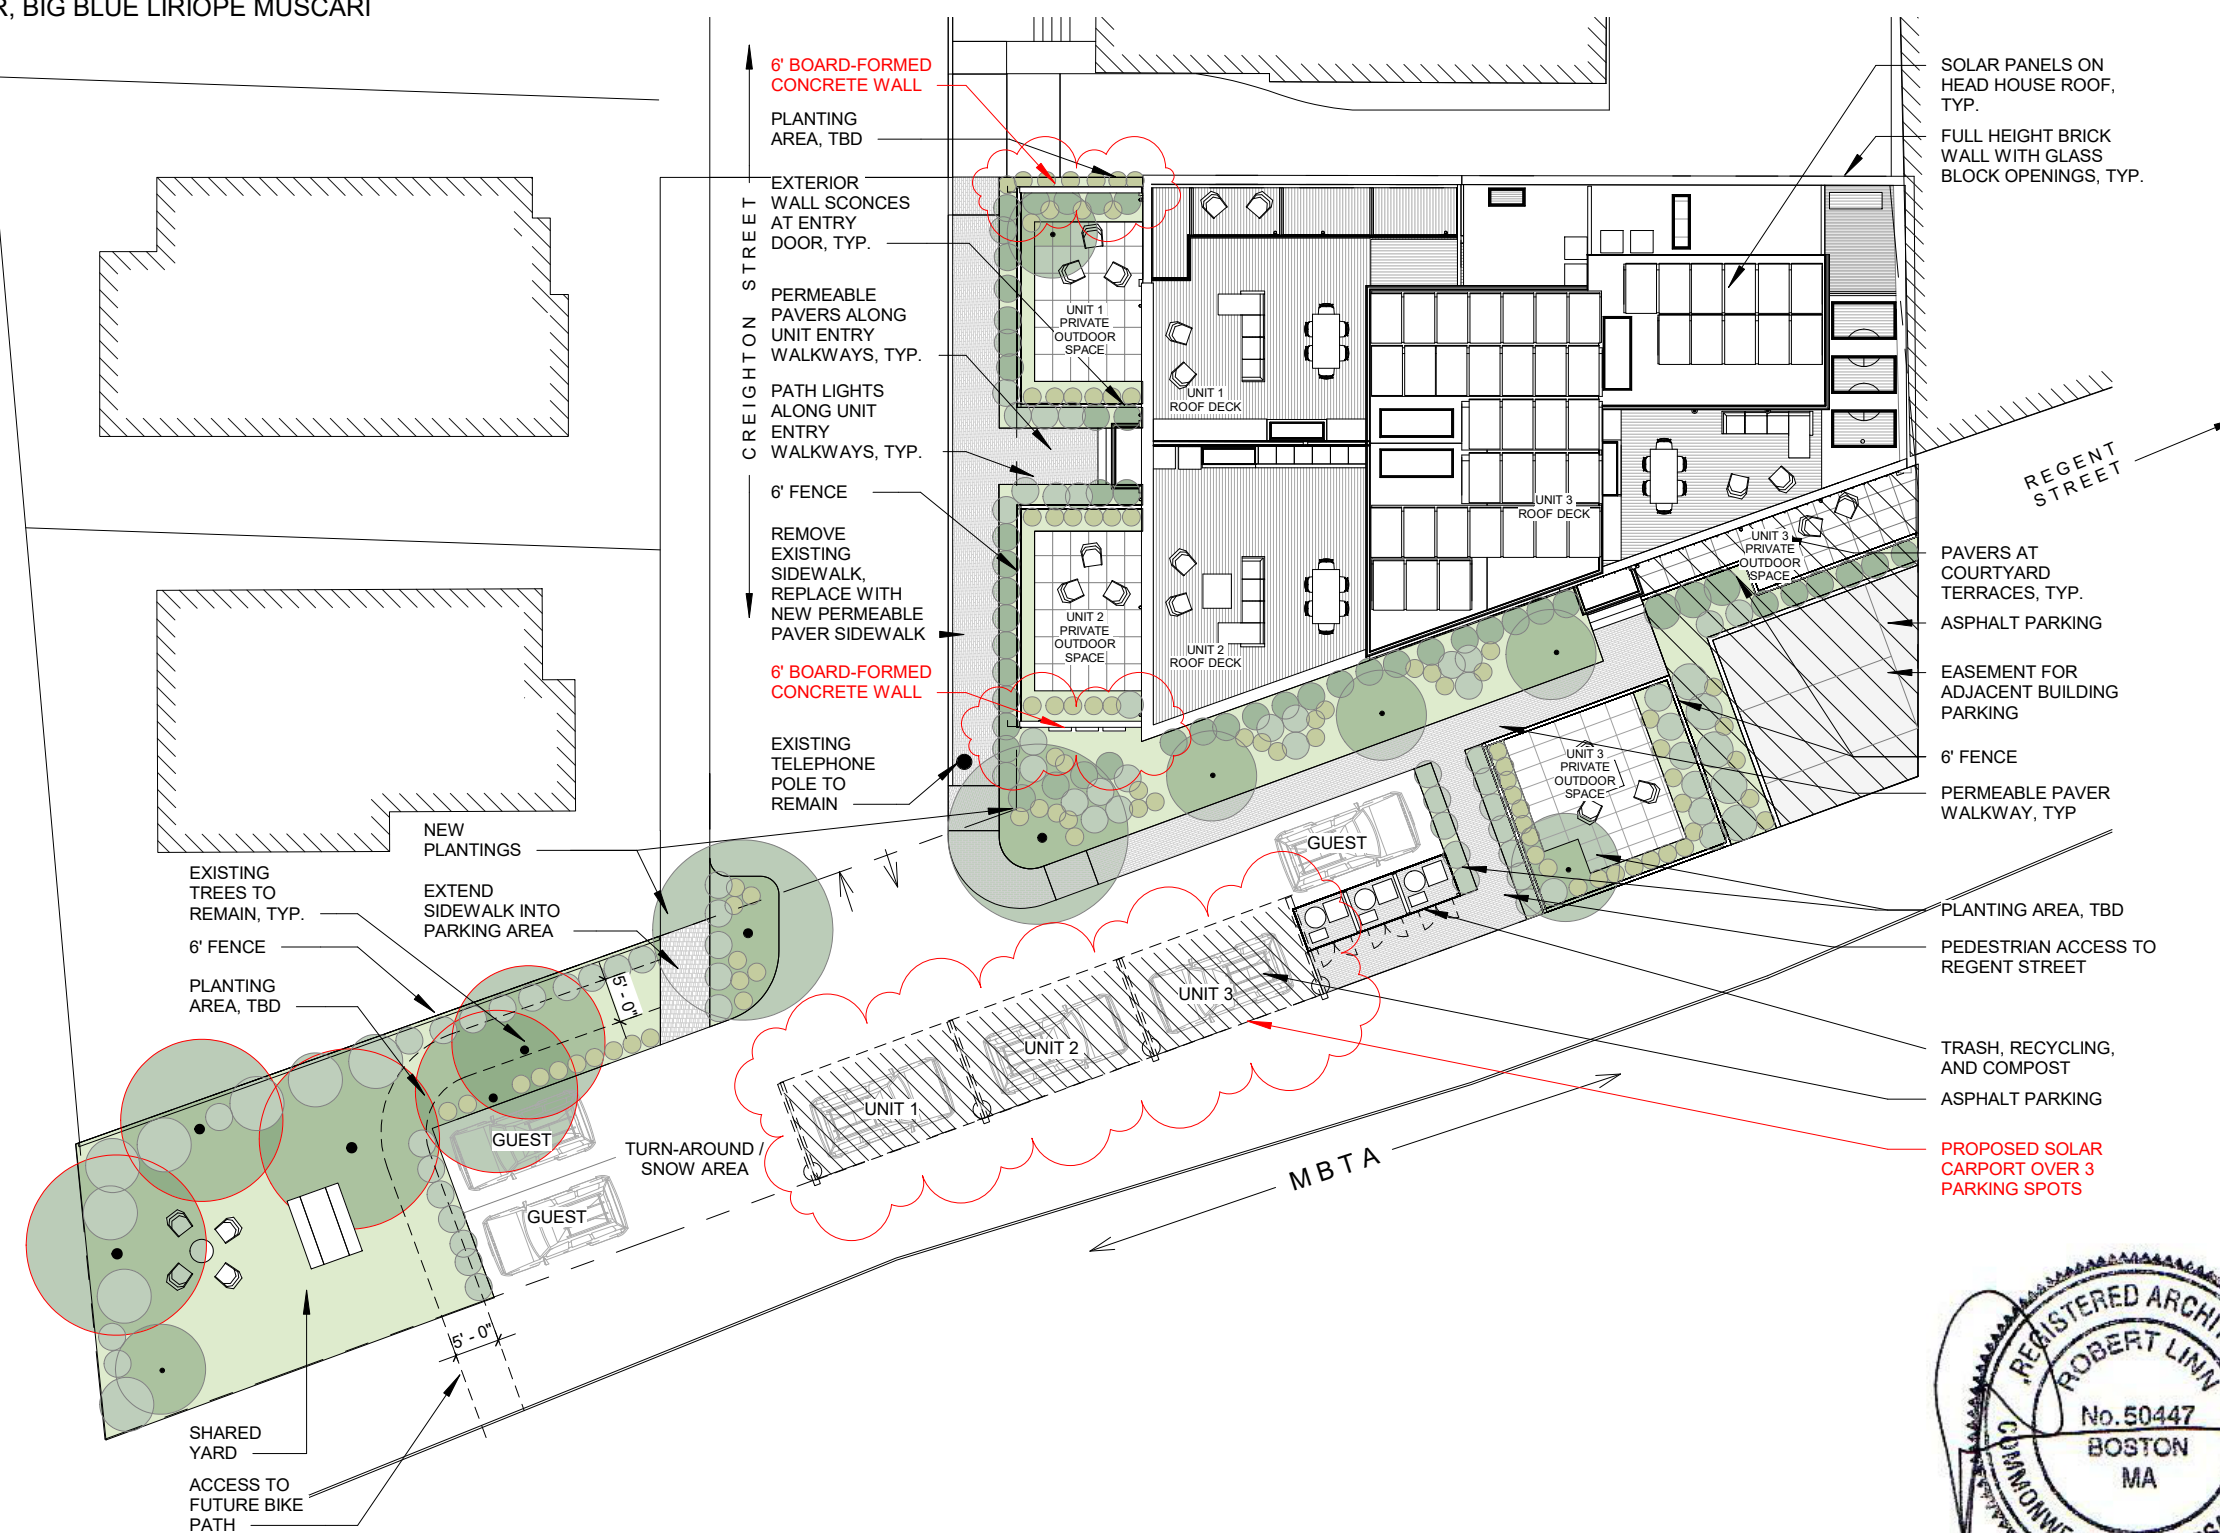 BIG BLUE LIRIOPE MUSCARI
6' BOARD-FORMED
CONCRETE WALL
PLANTING
AREA, TBD
EXTERIOR
WALL SCONCES
AT ENTRY
DOOR, TYP.
PERMEABLE
PAVERS ALONG
UNIT ENTRY
WALKWAYS, TYP.
PATH LIGHTS
ALONG UNIT
ENTRY
WALKWAYS, TYP.
6' FENCE
REMOVE
EXISTING
SIDEWALK,
REPLACE WITH
NEW PERMEABLE
PAVER SIDEWALK
6' BOARD-FORMED
CONCRETE WALL
EXISTING
TELEPHONE
POLE TO
REMAIN
CREIGHTON STREET
NEW
PLANTINGS
EXTEND
SIDEWALK INTO
PARKING AREA
EXISTING
TREES TO
REMAIN, TYP.
6' FENCE
PLANTING
AREA, TBD
SHARED
YARD
ACCESS TO
FUTURE BIKE
PATH
5' - 0"
5' - 0"
UNIT 1
PRIVATE
OUTDOOR
SPACE
UNIT 1
ROOF DECK
UNIT 2
PRIVATE
OUTDOOR
SPACE
UNIT 2
ROOF DECK
UNIT 3
ROOF DECK
UNIT 3
PRIVATE
OUTDOOR
SPACE
UNIT 3
PRIVATE
OUTDOOR
SPACE
GUEST
UNIT 3
UNIT 2
UNIT 1
GUEST
GUEST
TURN-AROUND /
SNOW AREA
MBTA
REGENT
STREET
SOLAR PANELS ON
HEAD HOUSE ROOF,
TYP.
FULL HEIGHT BRICK
WALL WITH GLASS
BLOCK OPENINGS, TYP.
PAVERS AT
COURTYARD
TERRACES, TYP.
ASPHALT PARKING
EASEMENT FOR
ADJACENT BUILDING
PARKING
6' FENCE
PERMEABLE PAVER
WALKWAY, TYP
PLANTING AREA, TBD
PEDESTRIAN ACCESS TO
REGENT STREET
TRASH, RECYCLING,
AND COMPOST
ASPHALT PARKING
PROPOSED SOLAR
CARPORT OVER 3
PARKING SPOTS
REGISTERED
ROBERT LINN
No. 50447
BOSTON
MA